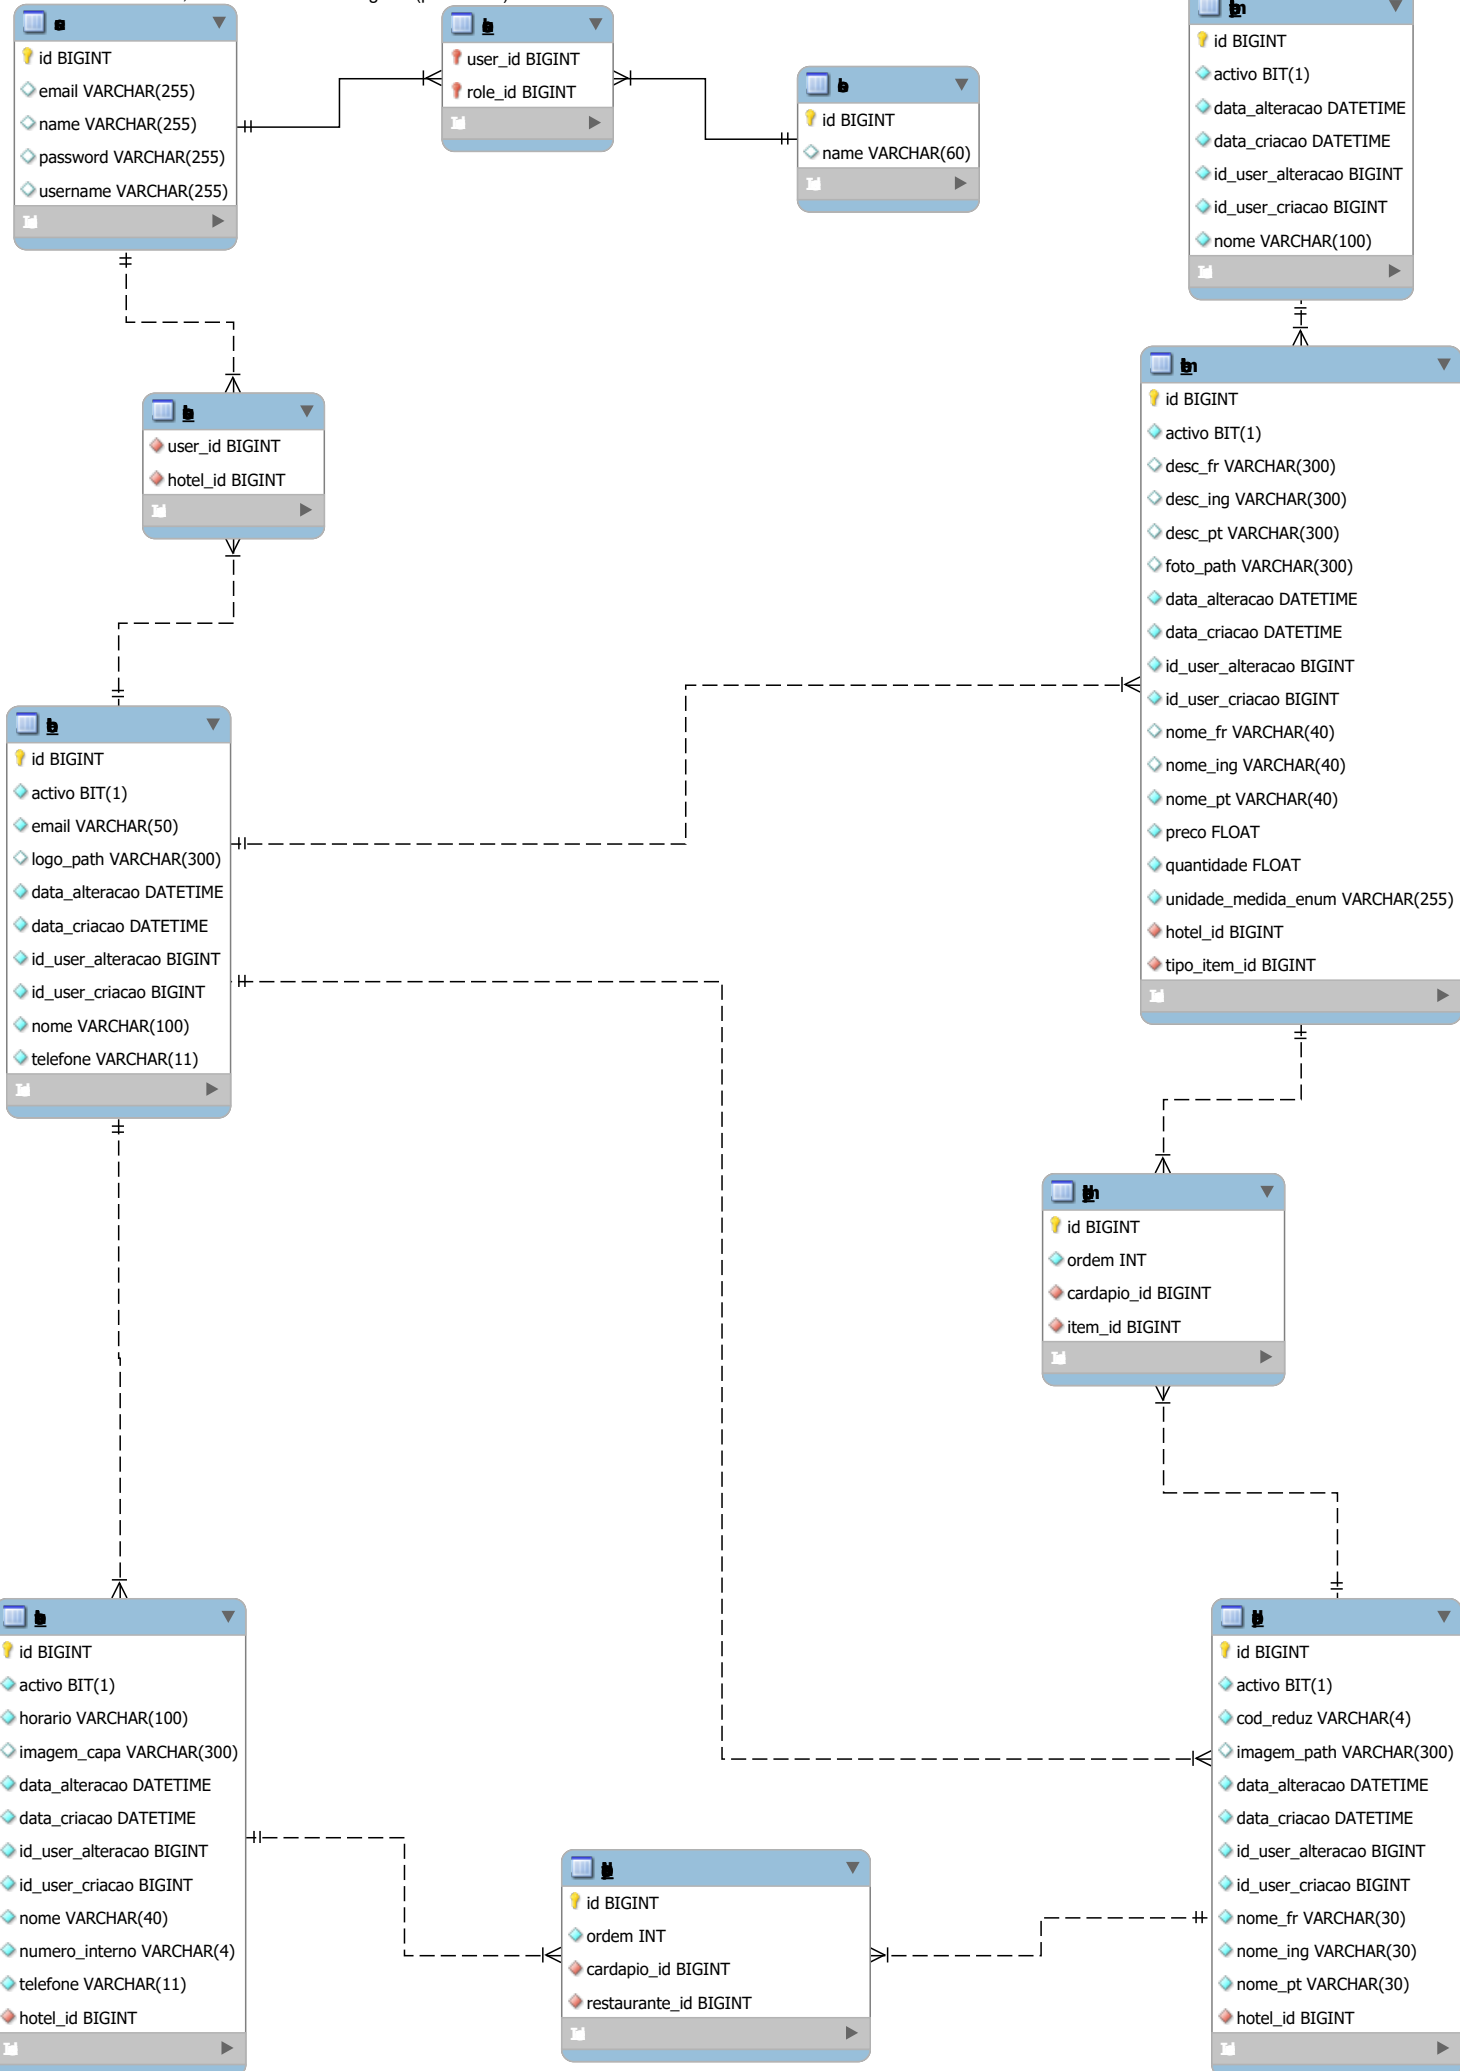 id BIGINT
email VARCHAR(255)
name VARCHAR(255)
password VARCHAR(255)
username VARCHAR(255)
user_id BIGINT
role_id BIGINT
id BIGINT
name VARCHAR(60)
id BIGINT
activo BIT(1)
data_alteracao DATETIME
data_criacao DATETIME
id_user_alteracao BIGINT
id_user_criacao BIGINT
nome VARCHAR(100)
user_id BIGINT
hotel_id BIGINT
id BIGINT
activo BIT(1)
desc_fr VARCHAR(300)
desc_ing VARCHAR(300)
desc_pt VARCHAR(300)
foto_path VARCHAR(300)
data_alteracao DATETIME
data_criacao DATETIME
id_user_alteracao BIGINT
id_user_criacao BIGINT
nome_fr VARCHAR(40)
nome_ing VARCHAR(40)
nome_pt VARCHAR(40)
preco FLOAT
quantidade FLOAT
unidade_medida_enum VARCHAR(255)
hotel_id BIGINT
tipo_item_id BIGINT
id BIGINT
activo BIT(1)
email VARCHAR(50)
logo_path VARCHAR(300)
data_alteracao DATETIME
data_criacao DATETIME
id_user_alteracao BIGINT
id_user_criacao BIGINT
nome VARCHAR(100)
telefone VARCHAR(11)
id BIGINT
ordem INT
cardapio_id BIGINT
item_id BIGINT
id BIGINT
activo BIT(1)
horario VARCHAR(100)
imagem_capa VARCHAR(300)
data_alteracao DATETIME
data_criacao DATETIME
id_user_alteracao BIGINT
id_user_criacao BIGINT
nome VARCHAR(40)
numero_interno VARCHAR(4)
telefone VARCHAR(11)
hotel_id BIGINT
id BIGINT
ordem INT
cardapio_id BIGINT
restaurante_id BIGINT
id BIGINT
activo BIT(1)
cod_reduz VARCHAR(4)
imagem_path VARCHAR(300)
data_alteracao DATETIME
data_criacao DATETIME
id_user_alteracao BIGINT
id_user_criacao BIGINT
nome_fr VARCHAR(30)
nome_ing VARCHAR(30)
nome_pt VARCHAR(30)
hotel_id BIGINT